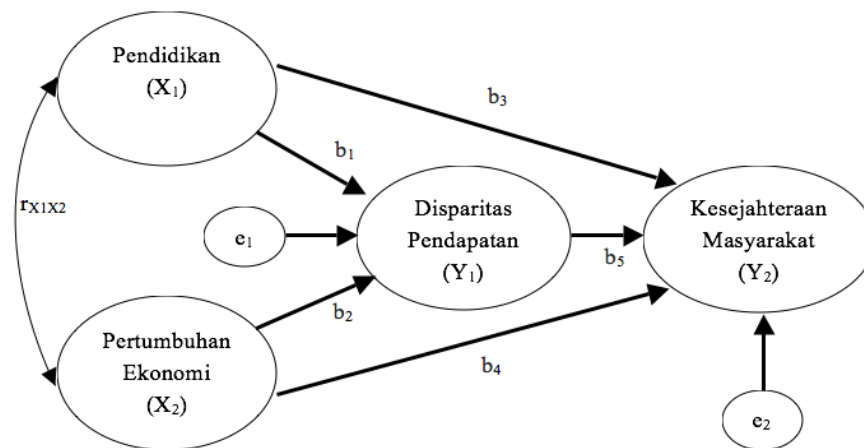 Pendidikan
(X₁)
b₃
b₁
rX1X2
e₁
Disparitas
Pendapatan
(Y₁)
b₅
Kesejahteraan
Masyarakat
(Y₂)
b₂
Pertumbuhan
Ekonomi
(X₂)
b₄
e₂